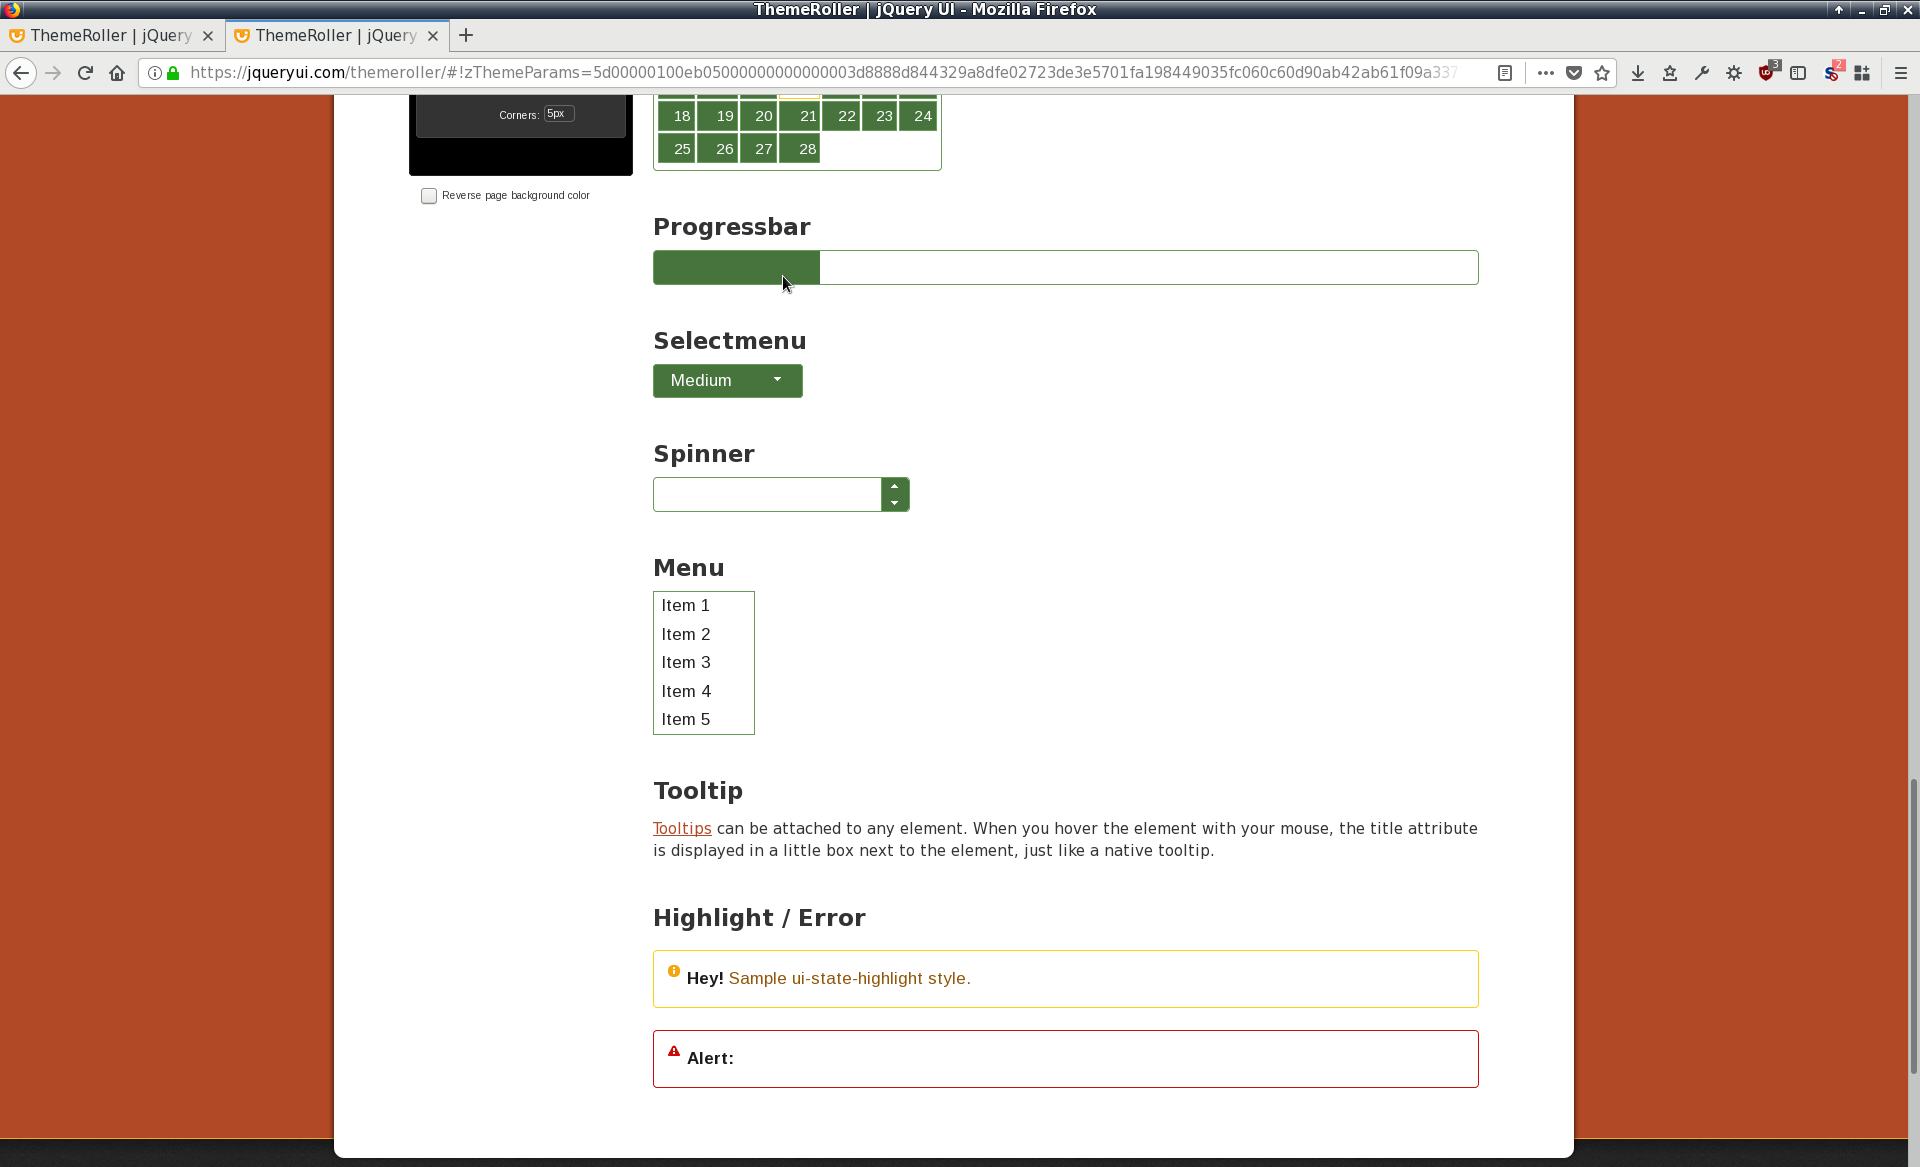 ThemeRoller | jQuery UI - Mozilla Firefox
ThemeRoller | jQuery
ThemeRoller | jQuery
https://jqueryui.com/themeroller/#!zThemeParams=5d00000100eb0500000000000003d8888d844329a8dfe02723de3e5701fa198449035fc060c60d90ab42ab61f09a337
3
2
Corners: 5px
18 19 20 21 22 23 24
25 26 27 28
Reverse page background color
Progressbar
Selectmenu
Medium
Spinner
Menu
Item 1
Item 2
Item 3
Item 4
Item 5
Tooltip
Tooltips can be attached to any element. When you hover the element with your mouse, the title attribute
is displayed in a little box next to the element, just like a native tooltip.
Highlight / Error
Hey! Sample ui-state-highlight style.
Alert: